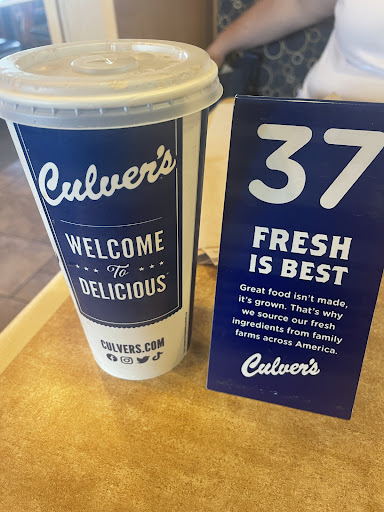 Culver's
WELCOME
To
DELICIOUS
CULVERS.COM
37
FRESH
IS BEST
Great food isn't made,
it's grown. That's why
we source our fresh
ingredients from family
farms across America.
Culver's